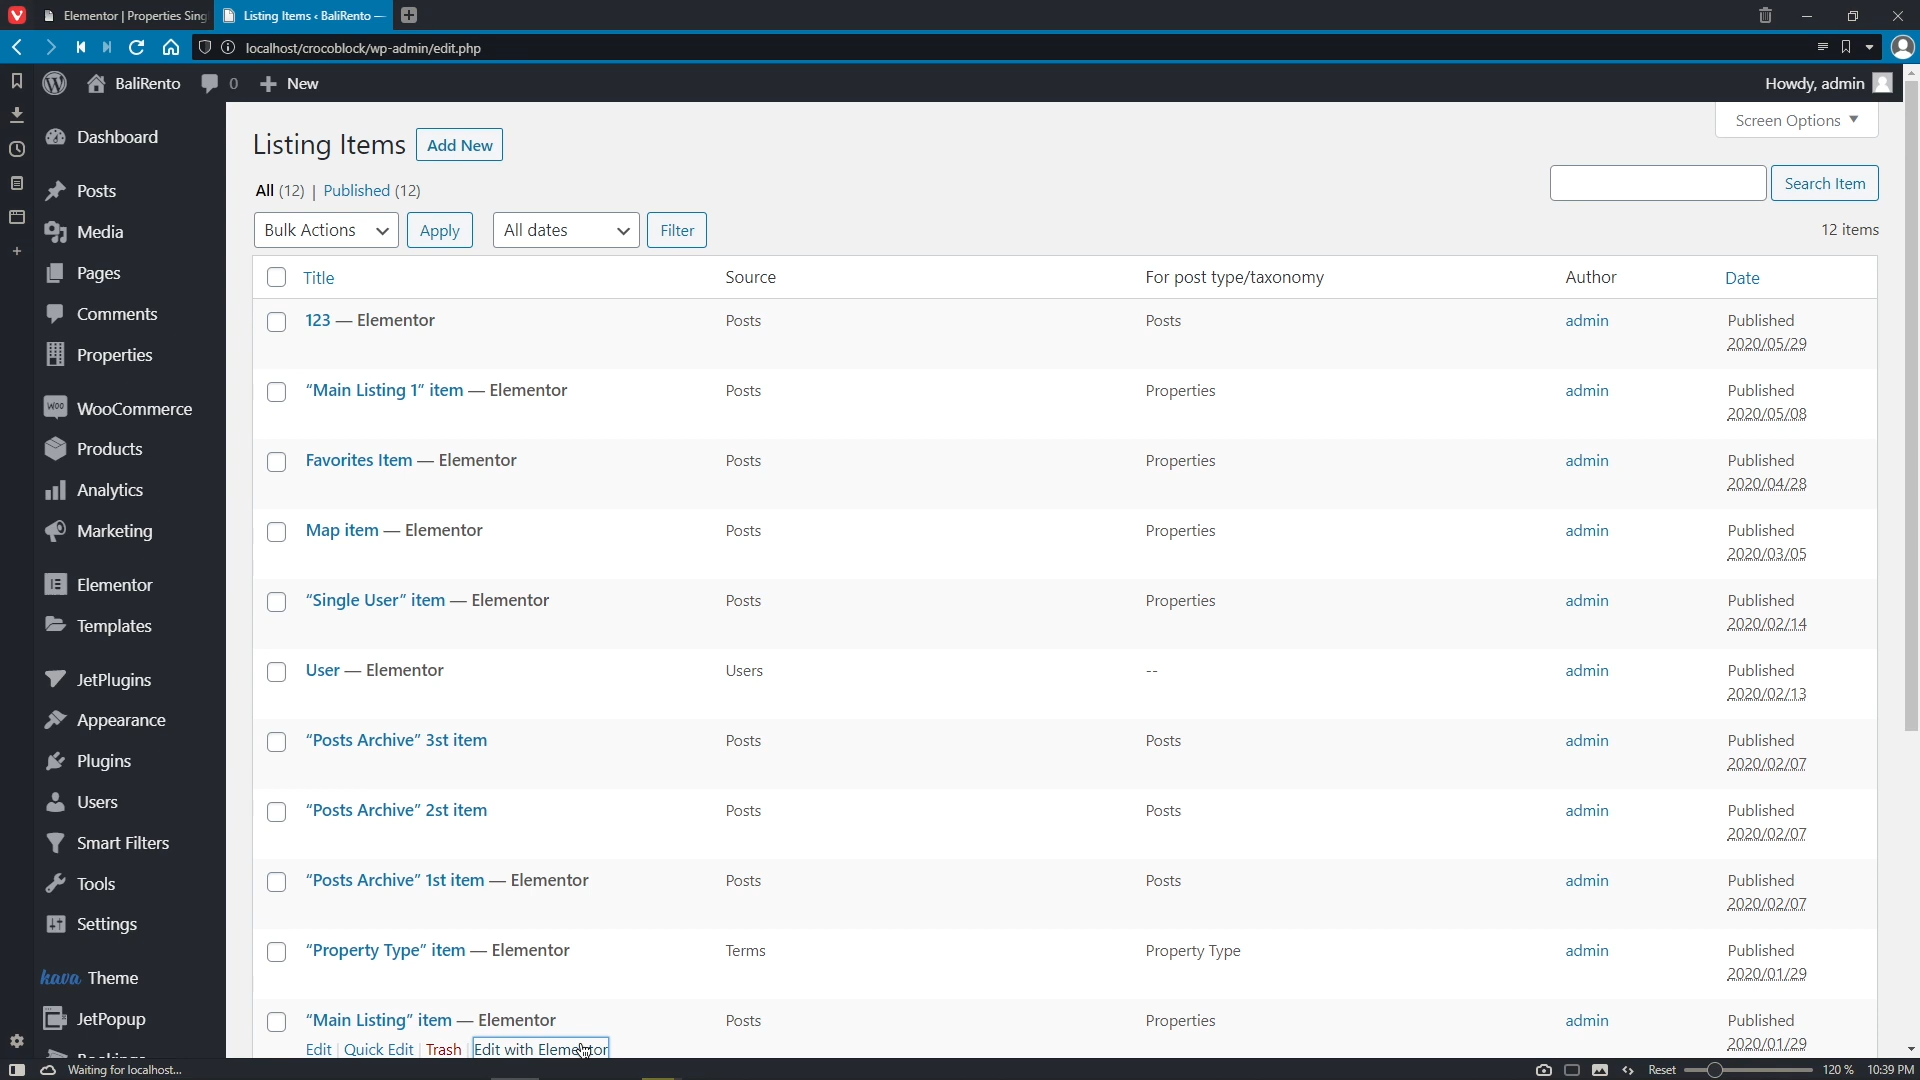 Elementor | Properties Sing
Listing Items ‹ BaliRento —
localhost/crocoblock/wp-admin/edit.php
BaliRento
0
New
Howdy, admin
Dashboard
Posts
Media
Pages
Comments
Properties
WooCommerce
Products
Analytics
Marketing
Elementor
Templates
JetPlugins
Appearance
Plugins
Users
Smart Filters
Tools
Settings
kava Theme
JetPopup
Screen Options
Listing Items
Add New
All (12) | Published (12)
Search Item
Bulk Actions
Apply
All dates
Filter
12 items
Title Source For post type/taxonomy Author Date
123 — Elementor Posts Posts admin Published
2020/05/29
“Main Listing 1” item — Elementor Posts Properties admin Published
2020/05/08
Favorites Item — Elementor Posts Properties admin Published
2020/04/28
Map item — Elementor Posts Properties admin Published
2020/03/05
“Single User” item — Elementor Posts Properties admin Published
2020/02/14
User — Elementor Users -- admin Published
2020/02/13
“Posts Archive” 3st item Posts Posts admin Published
2020/02/07
“Posts Archive” 2st item Posts Posts admin Published
2020/02/07
“Posts Archive” 1st item — Elementor Posts Posts admin Published
2020/02/07
“Property Type” item — Elementor Terms Property Type admin Published
2020/01/29
“Main Listing” item — Elementor Posts Properties admin Published
Edit | Quick Edit | Trash | Edit with Elementor 2020/01/29
Waiting for localhost...
Reset
120 %
10:39 PM